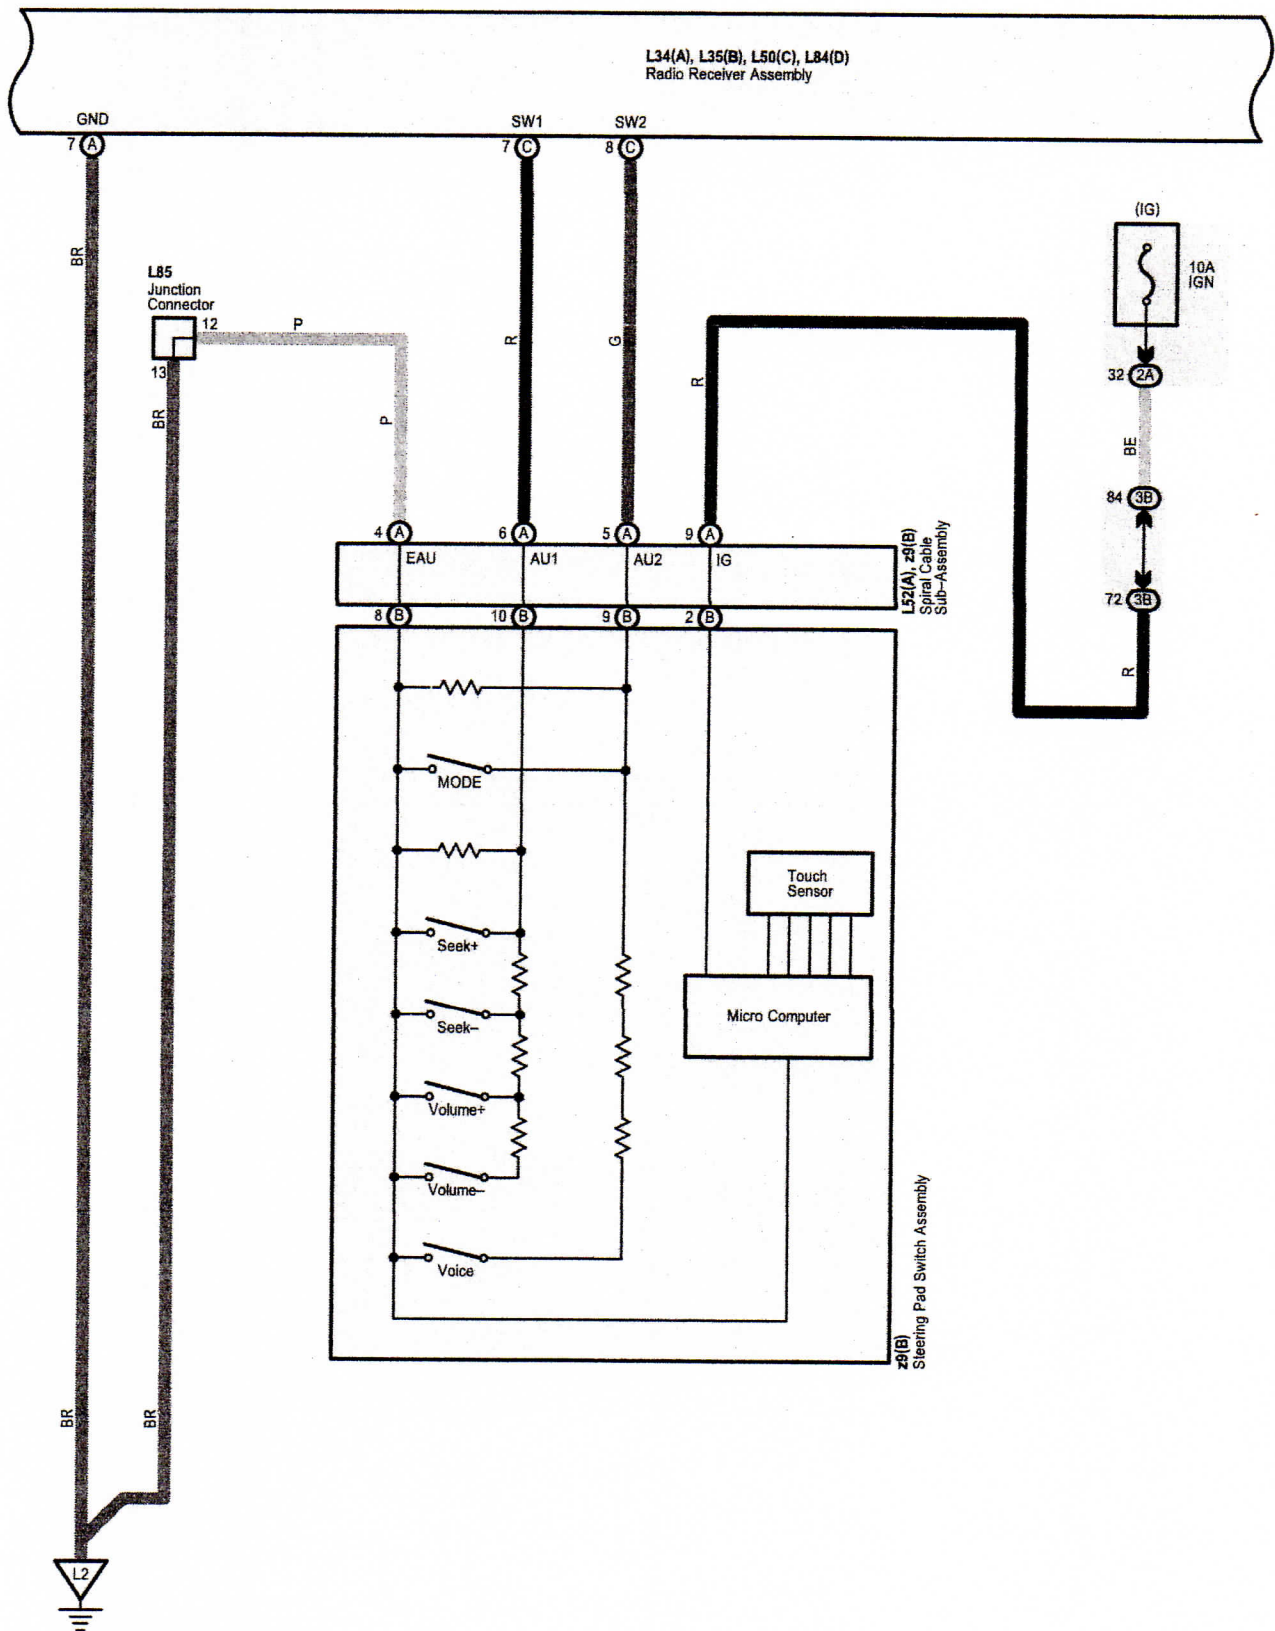 L34(A), L35(B), L50(C), L84(D)
Radio Receiver Assembly
GND
SW1
SW2
7 A
7 C
8 C
(IG)
10A
IGN
BR
L85
Junction
Connector
12
P
13
BR
P
R
G
R
32 2A
BE
84 3B
72 3B
R
4 A
6 A
5 A
9 A
EAU
AU1
AU2
IG
L52(A), z9(B)
Spiral Cable
Sub-Assembly
8 B
10 B
9 B
2 B
MODE
Touch
Sensor
Seek+
Seek–
Micro Computer
Volume+
Volume–
Voice
z9(B)
Steering Pad Switch Assembly
BR
BR
L2